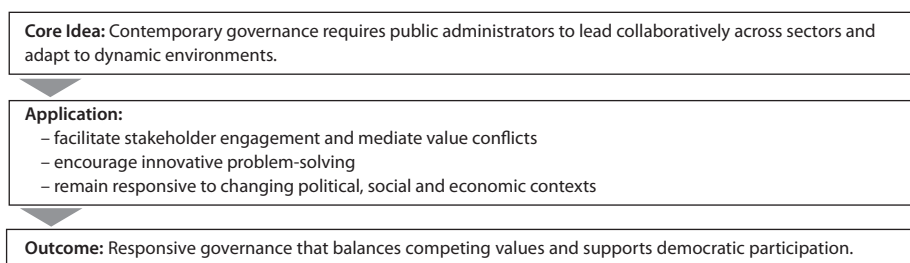 Core Idea: Contemporary governance requires public administrators to lead collaboratively across sectors and
adapt to dynamic environments.
Application:
– facilitate stakeholder engagement and mediate value conflicts
– encourage innovative problem-solving
– remain responsive to changing political, social and economic contexts
Outcome: Responsive governance that balances competing values and supports democratic participation.